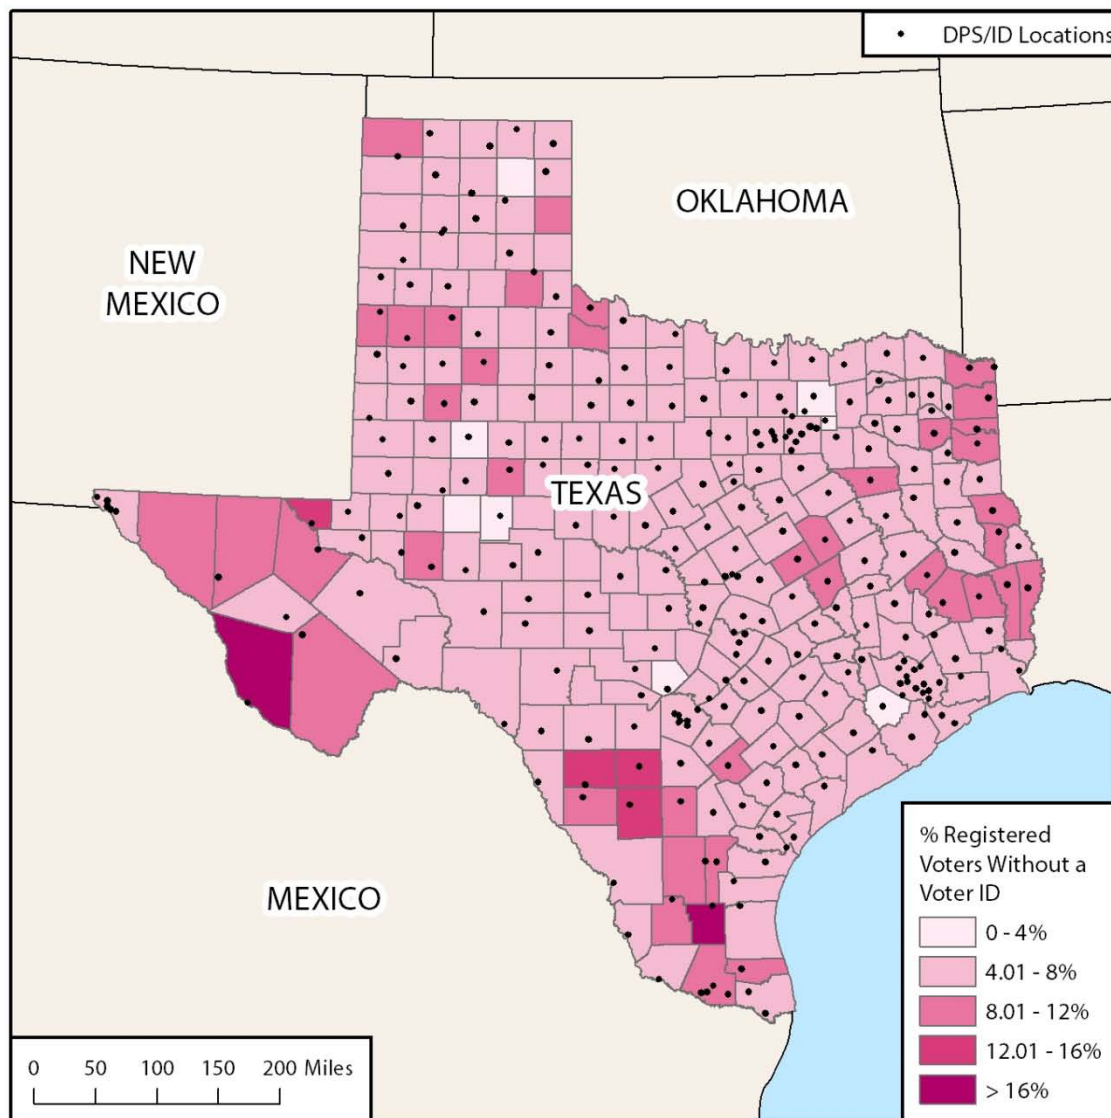 DPS/ID Locations
OKLAHOMA
NEW
MEXICO
TEXAS
MEXICO
% Registered
Voters Without a
Voter ID
0 - 4%
4.01 - 8%
8.01 - 12%
12.01 - 16%
> 16%
0 50 100 150 200 Miles